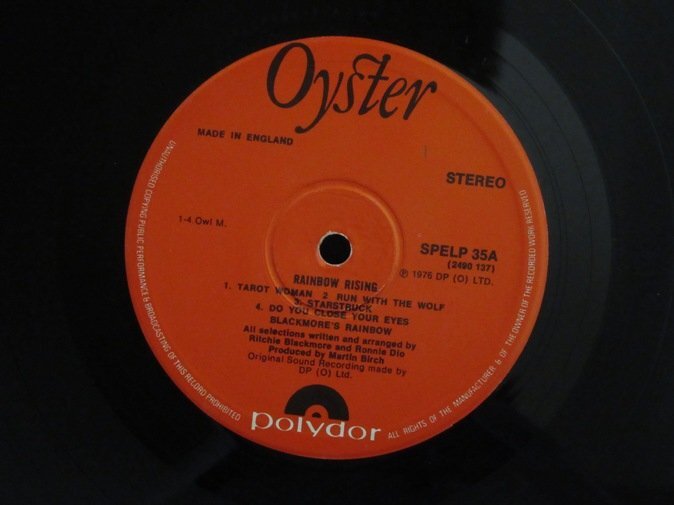 Oyster
MADE IN ENGLAND
STEREO
1-4 Owl M.
SPELP 35A
(2490 137)
℗ 1976 DP (O) LTD.
RAINBOW RISING
1. TAROT WOMAN 2 RUN WITH THE WOLF
3. STARSTRUCK
4. DO YOU CLOSE YOUR EYES
BLACKMORE'S RAINBOW
All selections written and arranged by
Ritchie Blackmore and Ronnie Dio
Produced by Martin Birch
Original Sound Recording made by
DP (O) Ltd.
polydor
UNAUTHORISED COPYING PUBLIC PERFORMANCE & BROADCASTING OF THIS RECORD PROHIBITED
ALL RIGHTS OF THE MANUFACTURER & OF THE OWNER OF THE RECORDED WORK RESERVED